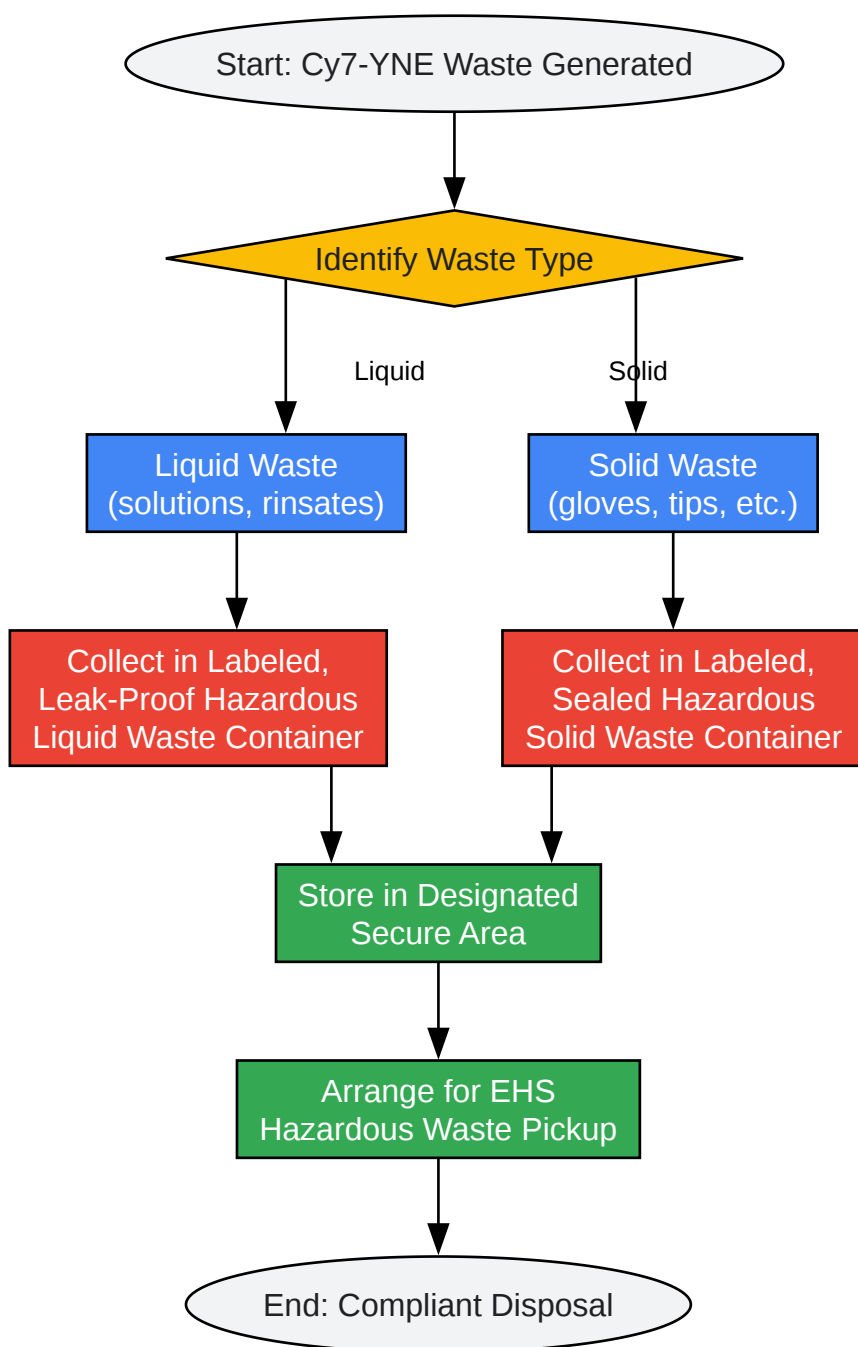 Start: Cy7-YNE Waste Generated
Identify Waste Type
Liquid
Solid
Liquid Waste
(solutions, rinsates)
Solid Waste
(gloves, tips, etc.)
Collect in Labeled,
Leak-Proof Hazardous
Liquid Waste Container
Collect in Labeled,
Sealed Hazardous
Solid Waste Container
Store in Designated
Secure Area
Arrange for EHS
Hazardous Waste Pickup
End: Compliant Disposal